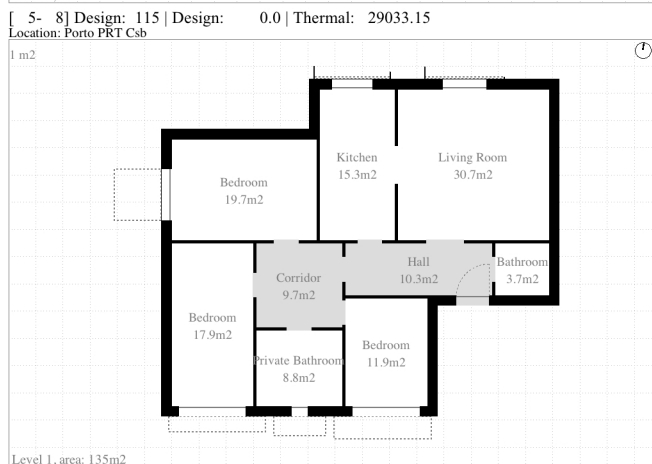 [ 5- 8] Design: 115 | Design: 0.0 | Thermal: 29033.15
Location: Porto PRT Csb
1 m2
Kitchen
15.3m2
Living Room
30.7m2
Bedroom
19.7m2
Hall
10.3m2
Bathroom
3.7m2
Corridor
9.7m2
Bedroom
17.9m2
Bedroom
11.9m2
Private Bathroom
8.8m2
Level 1, area: 135m2